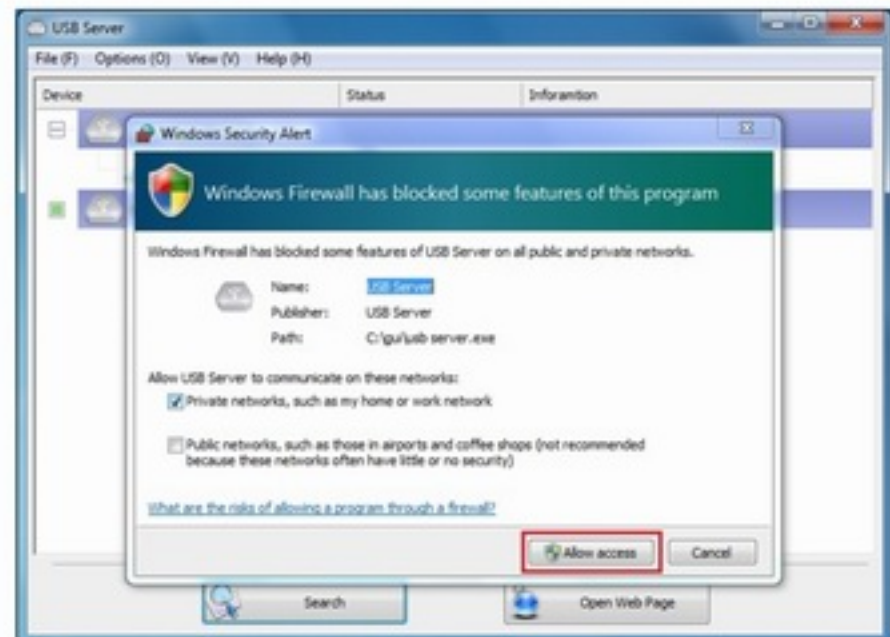 USB Server
File (F) Options (O) View (V) Help (H)
Device Status Inforamtion
Windows Security Alert
Windows Firewall has blocked some features of this program
Windows Firewall has blocked some features of USB Server on all public and private networks.
Name: USB Server
Publisher: USB Server
Path: C:\gui\usb server.exe
Allow USB Server to communicate on these networks:
Private networks, such as my home or work network
Public networks, such as those in airports and coffee shops (not recommended
because these networks often have little or no security)
What are the risks of allowing a program through a firewall?
Allow access Cancel
Search Open Web Page